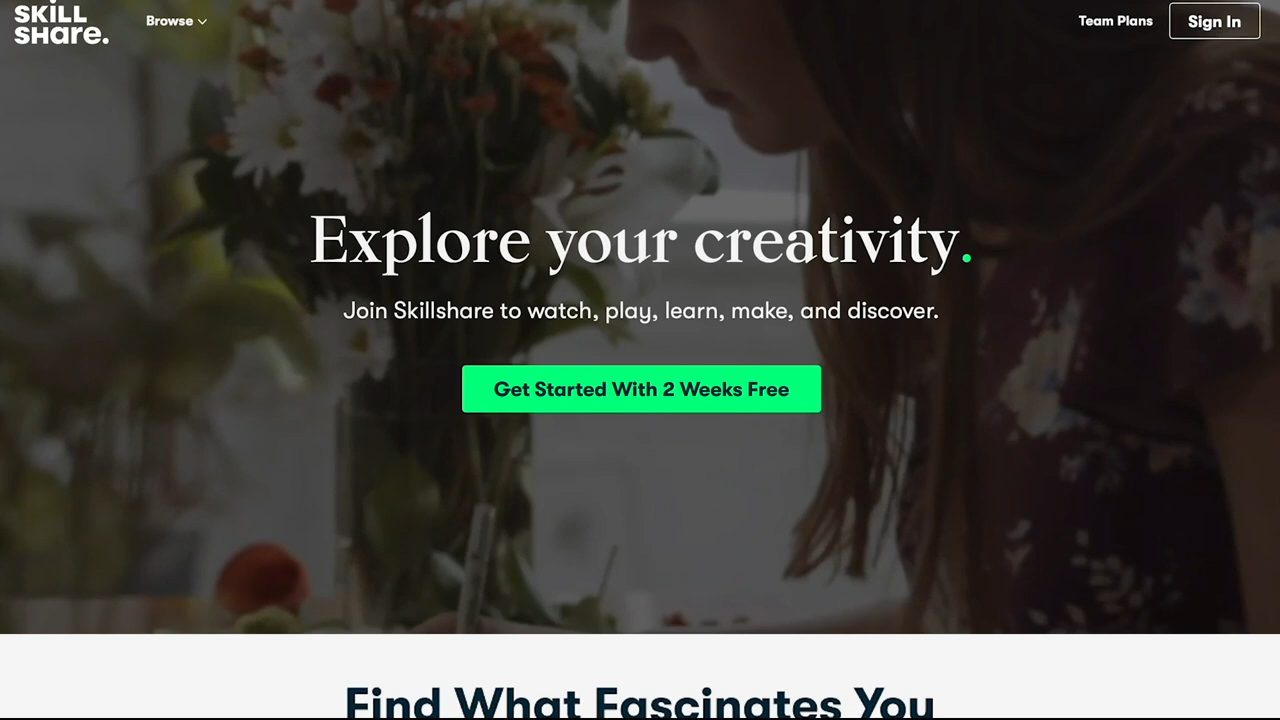 SKiLL
SHare.
Browse
Team Plans
Sign In
Explore your creativity.
Join Skillshare to watch, play, learn, make, and discover.
Get Started With 2 Weeks Free
Find What Fascinates You